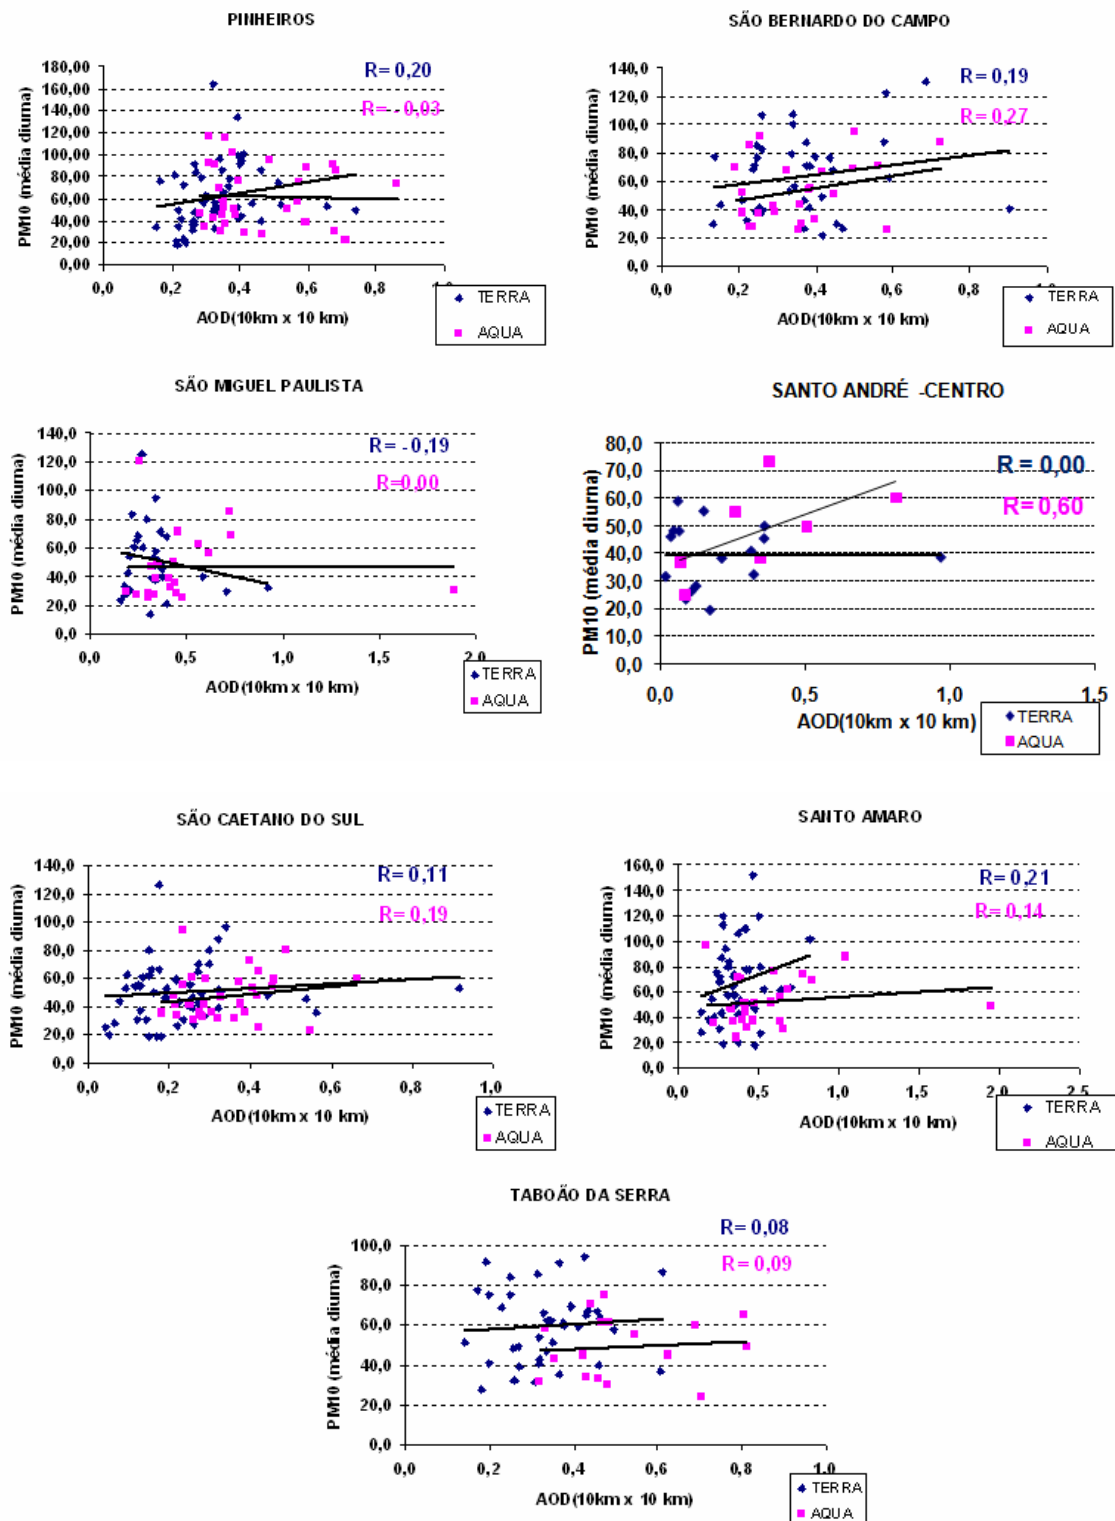 PINHEIROS
R= 0,20
R= - 0,03
PM10 (média diurna)
180,00
160,00
140,00
120,00
100,00
80,00
60,00
40,00
20,00
0,00
0,0 0,2 0,4 0,6 0,8
AOD(10km x 10 km)
TERRA
AQUA
SÃO BERNARDO DO CAMPO
R= 0,19
R= 0,27
PM10 (média diurna)
140,0
120,0
100,0
80,0
60,0
40,0
20,0
0,0
0,0 0,2 0,4 0,6 0,8
AOD(10km x 10 km)
TERRA
AQUA
SÃO MIGUEL PAULISTA
R= - 0,19
R=0,00
PM10 (média diurna)
140,0
120,0
100,0
80,0
60,0
40,0
20,0
0,0
0,0 0,5 1,0 1,5 2,0
AOD(10km x 10 km)
TERRA
AQUA
SANTO ANDRÉ -CENTRO
R = 0,00
R= 0,60
PM10 (média diurna)
80,0
70,0
60,0
50,0
40,0
30,0
20,0
10,0
0,0
0,0 0,5 1,0 1,5
AOD(10km x 10 km)
TERRA
AQUA
SÃO CAETANO DO SUL
R= 0,11
R= 0,19
PM10 (média diurna)
140,0
120,0
100,0
80,0
60,0
40,0
20,0
0,0
0,0 0,2 0,4 0,6 0,8 1,0
AOD(10km x 10 km)
TERRA
AQUA
SANTO AMARO
R= 0,21
R= 0,14
PM10 (média diurna)
160,0
140,0
120,0
100,0
80,0
60,0
40,0
20,0
0,0
0,0 0,5 1,0 1,5 2,0 2,5
AOD(10km x 10 km)
TERRA
AQUA
TABOÃO DA SERRA
R= 0,08
R= 0,09
PM10 (média diurna)
100,0
80,0
60,0
40,0
20,0
0,0
0,0 0,2 0,4 0,6 0,8 1,0
AOD(10km x 10 km)
TERRA
AQUA